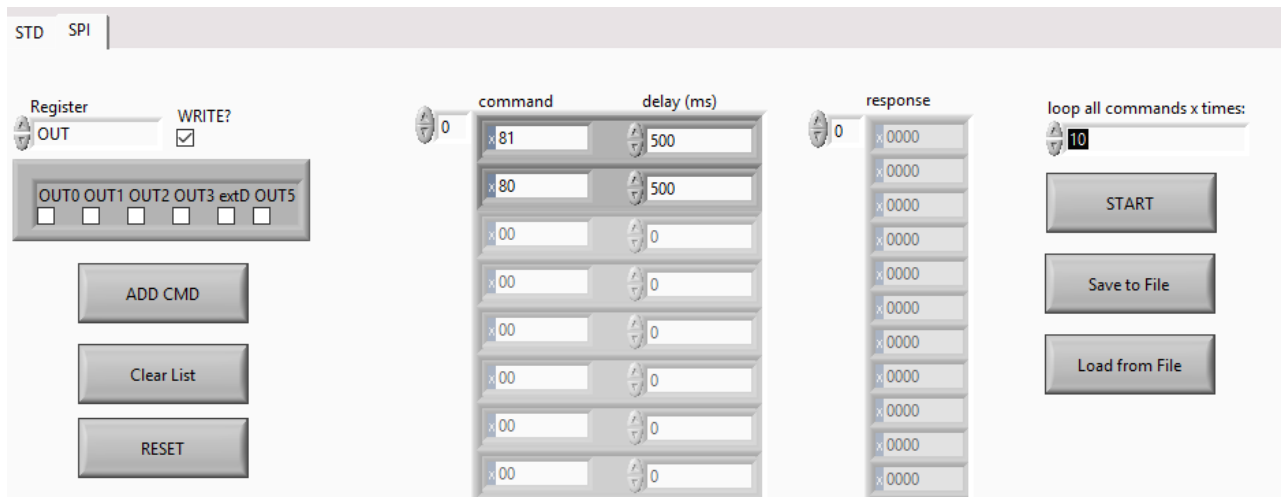 STD SPI
Register
WRITE?
OUT
OUT0 OUT1 OUT2 OUT3 extD OUT5
ADD CMD
Clear List
RESET
command delay (ms)
0
x 81 500
x 80 500
x 00 0
x 00 0
x 00 0
x 00 0
x 00 0
x 00 0
response
0
x 0000
x 0000
x 0000
x 0000
x 0000
x 0000
x 0000
x 0000
x 0000
x 0000
x 0000
loop all commands x times:
10
START
Save to File
Load from File